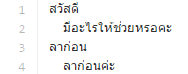 1 สวัสดี
2 มีอะไรให้ช่วยหรอคะ
3 ลาก่อน
4 ลาก่อนค่ะ